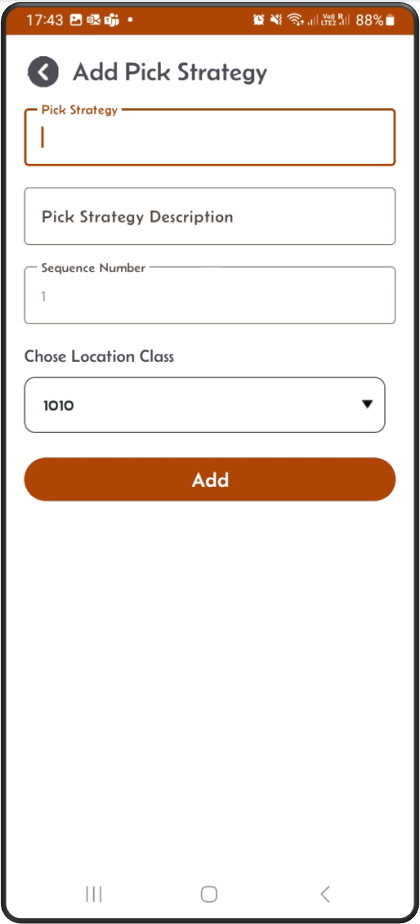 17:43 Vo8 R LTE2 88%
Add Pick Strategy
Pick Strategy
Pick Strategy Description
Sequence Number
1
Chose Location Class
1010
Add